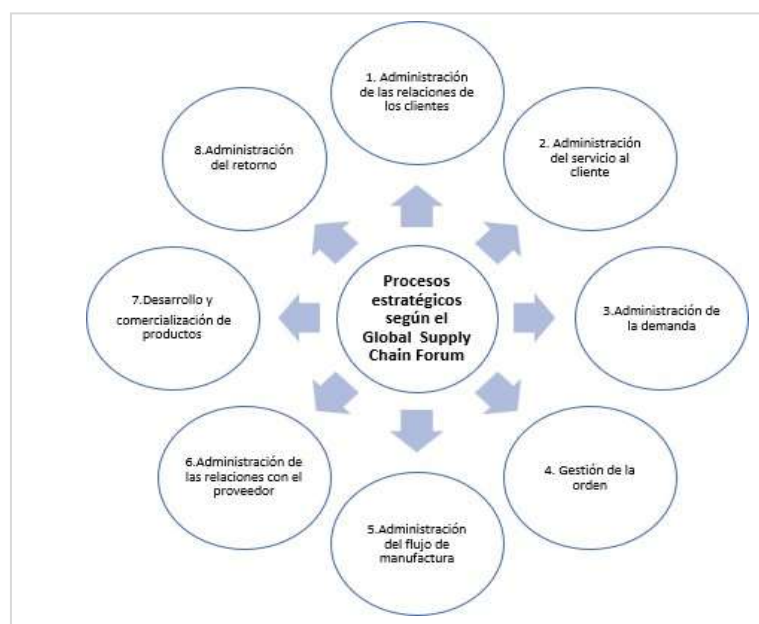 1. Administración
de las relaciones de
los clientes
2. Administración
del servicio al
cliente
3.Administración de
la demanda
4. Gestión de la
orden
5.Administración
del flujo de
manufactura
6.Administración de
las relaciones con el
proveedor
7.Desarrollo y
comercialización de
productos
8.Administración
del retorno
Procesos
estratégicos
según el
Global Supply
Chain Forum